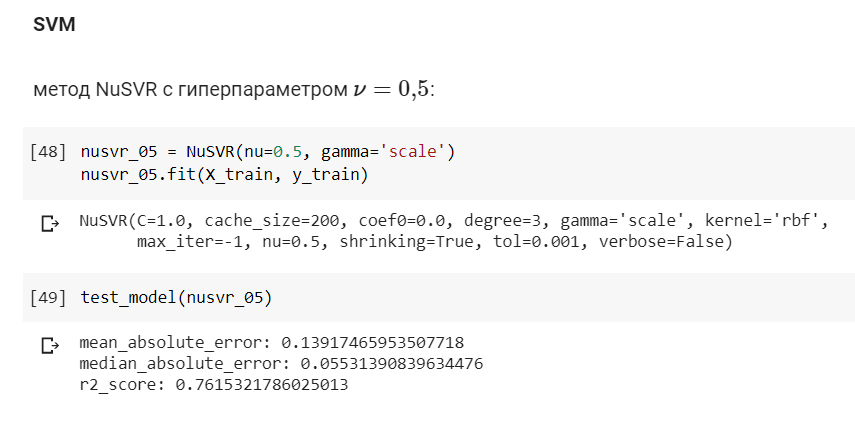 SVM
метод NuSVR с гиперпараметром ν = 0,5:
[48] nusvr_05 = NuSVR(nu=0.5, gamma='scale')
nusvr_05.fit(X_train, y_train)
NuSVR(C=1.0, cache_size=200, coef0=0.0, degree=3, gamma='scale', kernel='rbf',
max_iter=-1, nu=0.5, shrinking=True, tol=0.001, verbose=False)
[49] test_model(nusvr_05)
mean_absolute_error: 0.13917465953507718
median_absolute_error: 0.05531390839634476
r2_score: 0.7615321786025013